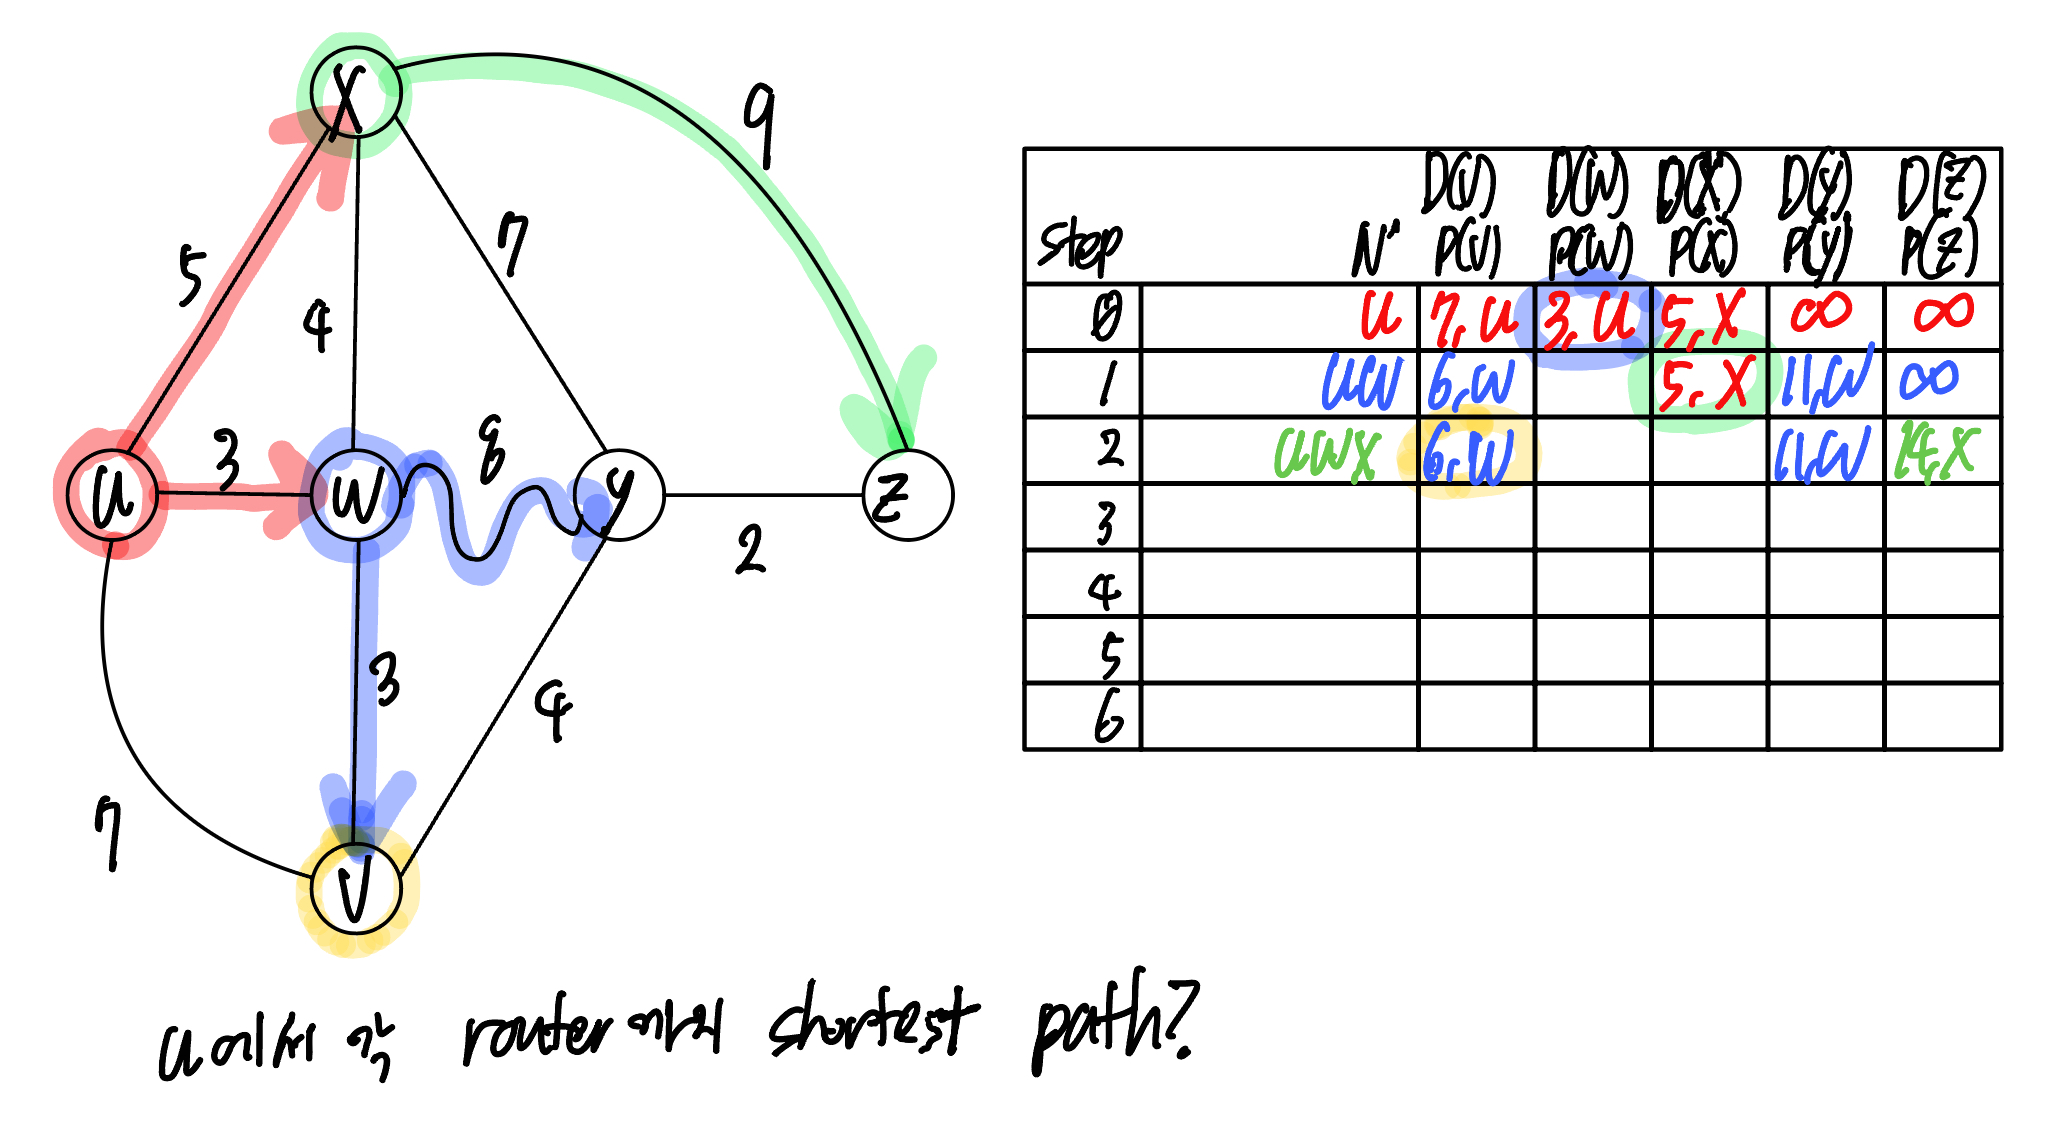 X
9
5
7
4
3
8
u
w
y
z
2
3
4
7
V
D(V) D(W) D(X) D(y) D(z)
step N' P(V) P(W) P(X) P(y) P(z)
0 u 7,u 3,u 5,X ∞ ∞
1 uw 6,w 5,X 11,w ∞
2 uwx 6,w 11,w 14,X
3
4
5
6
u에서 각 router까지의 shortest path?